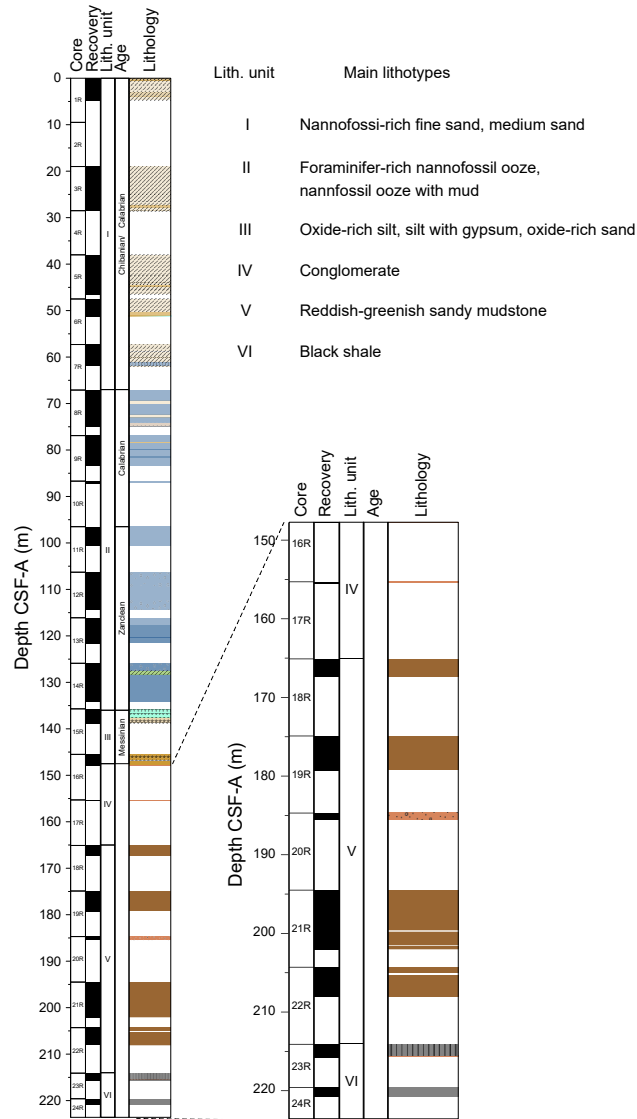 Core
Recovery
Lith. unit
Age
Lithology
Depth CSF-A (m)
0
10
20
30
40
50
60
70
80
90
100
110
120
130
140
150
160
170
180
190
200
210
220
1R
2R
3R
4R
5R
6R
7R
8R
9R
10R
11R
12R
13R
14R
15R
16R
17R
18R
19R
20R
21R
22R
23R
24R
I
II
III
IV
V
VI
Chibanian/ Calabrian
Calabrian
Zanclean
Messinian
Lith. unit Main lithotypes
I Nannofossi-rich fine sand, medium sand
II Foraminifer-rich nannofossil ooze,
nannfossil ooze with mud
III Oxide-rich silt, silt with gypsum, oxide-rich sand
IV Conglomerate
V Reddish-greenish sandy mudstone
VI Black shale
Core
Recovery
Lith. unit
Age
Lithology
Depth CSF-A (m)
150
160
170
180
190
200
210
220
16R
17R
18R
19R
20R
21R
22R
23R
24R
IV
V
VI